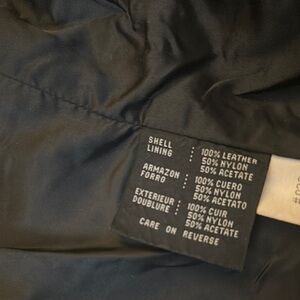 SHELL : 100% LEATHER
LINING : 50% NYLON
50% ACETATE
ARMAZON : 100% CUERO
FORRO : 50% NYLON
50% ACETATO
EXTERIEUR : 100% CUIR
DOUBLURE : 50% NYLON
50% ACETATE
CARE ON REVERSE